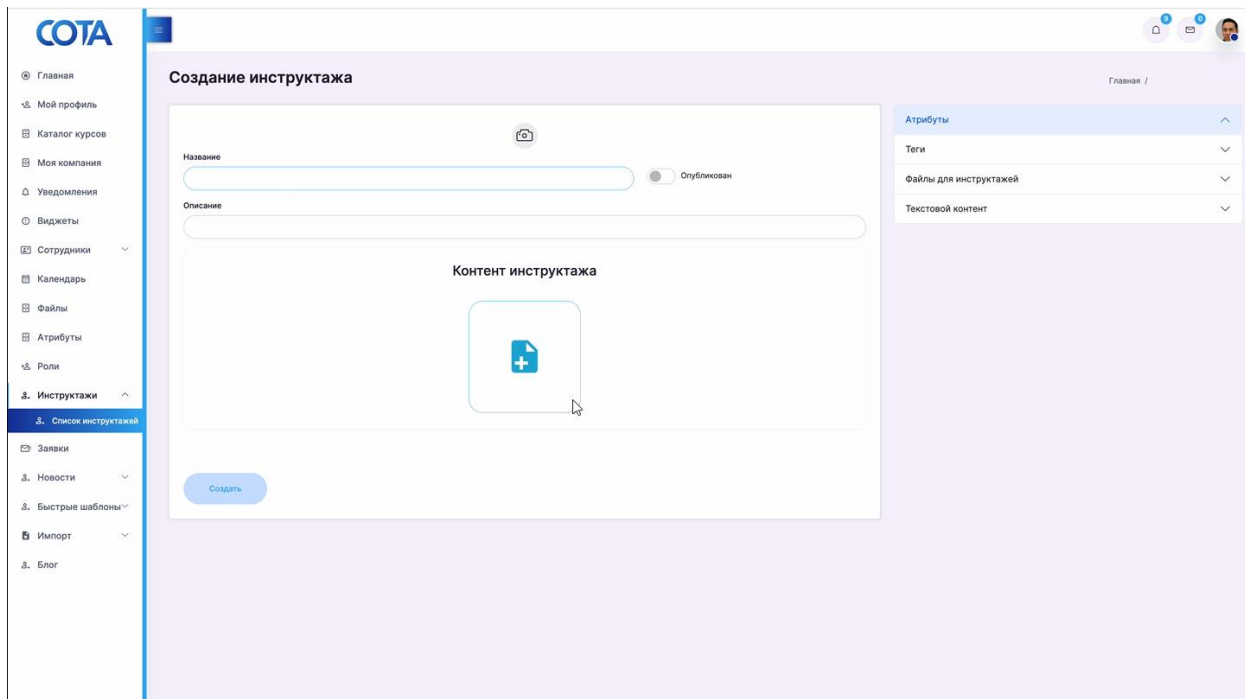 COTA
9
0
Главная
Мой профиль
Каталог курсов
Моя компания
Уведомления
Виджеты
Сотрудники
Календарь
Файлы
Атрибуты
Роли
Инструктажи
Список инструктажей
Заявки
Новости
Быстрые шаблоны
Импорт
Блог
Создание инструктажа
Главная /
Название
Опубликован
Описание
Контент инструктажа
Создать
Атрибуты
Теги
Файлы для инструктажей
Текстовой контент